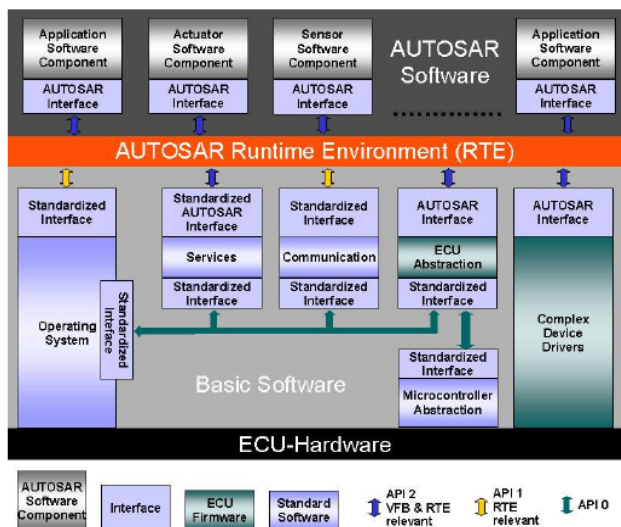 Application
Software
Component
AUTOSAR
Interface
Actuator
Software
Component
AUTOSAR
Interface
Sensor
Software
Component
AUTOSAR
Interface
AUTOSAR
Software
Application
Software
Component
AUTOSAR
Interface
AUTOSAR Runtime Environment (RTE)
Standardized
Interface
Operating
System
Standardized
Interface
Standardized
AUTOSAR
Interface
Services
Standardized
Interface
Standardized
Interface
Communication
Standardized
Interface
AUTOSAR
Interface
ECU
Abstraction
Standardized
Interface
Standardized
Interface
Microcontroller
Abstraction
AUTOSAR
Interface
Complex
Device
Drivers
Basic Software
ECU-Hardware
AUTOSAR
Software
Component
Interface
ECU
Firmware
Standard
Software
API 2
VFB & RTE
relevant
API 1
RTE
relevant
API 0